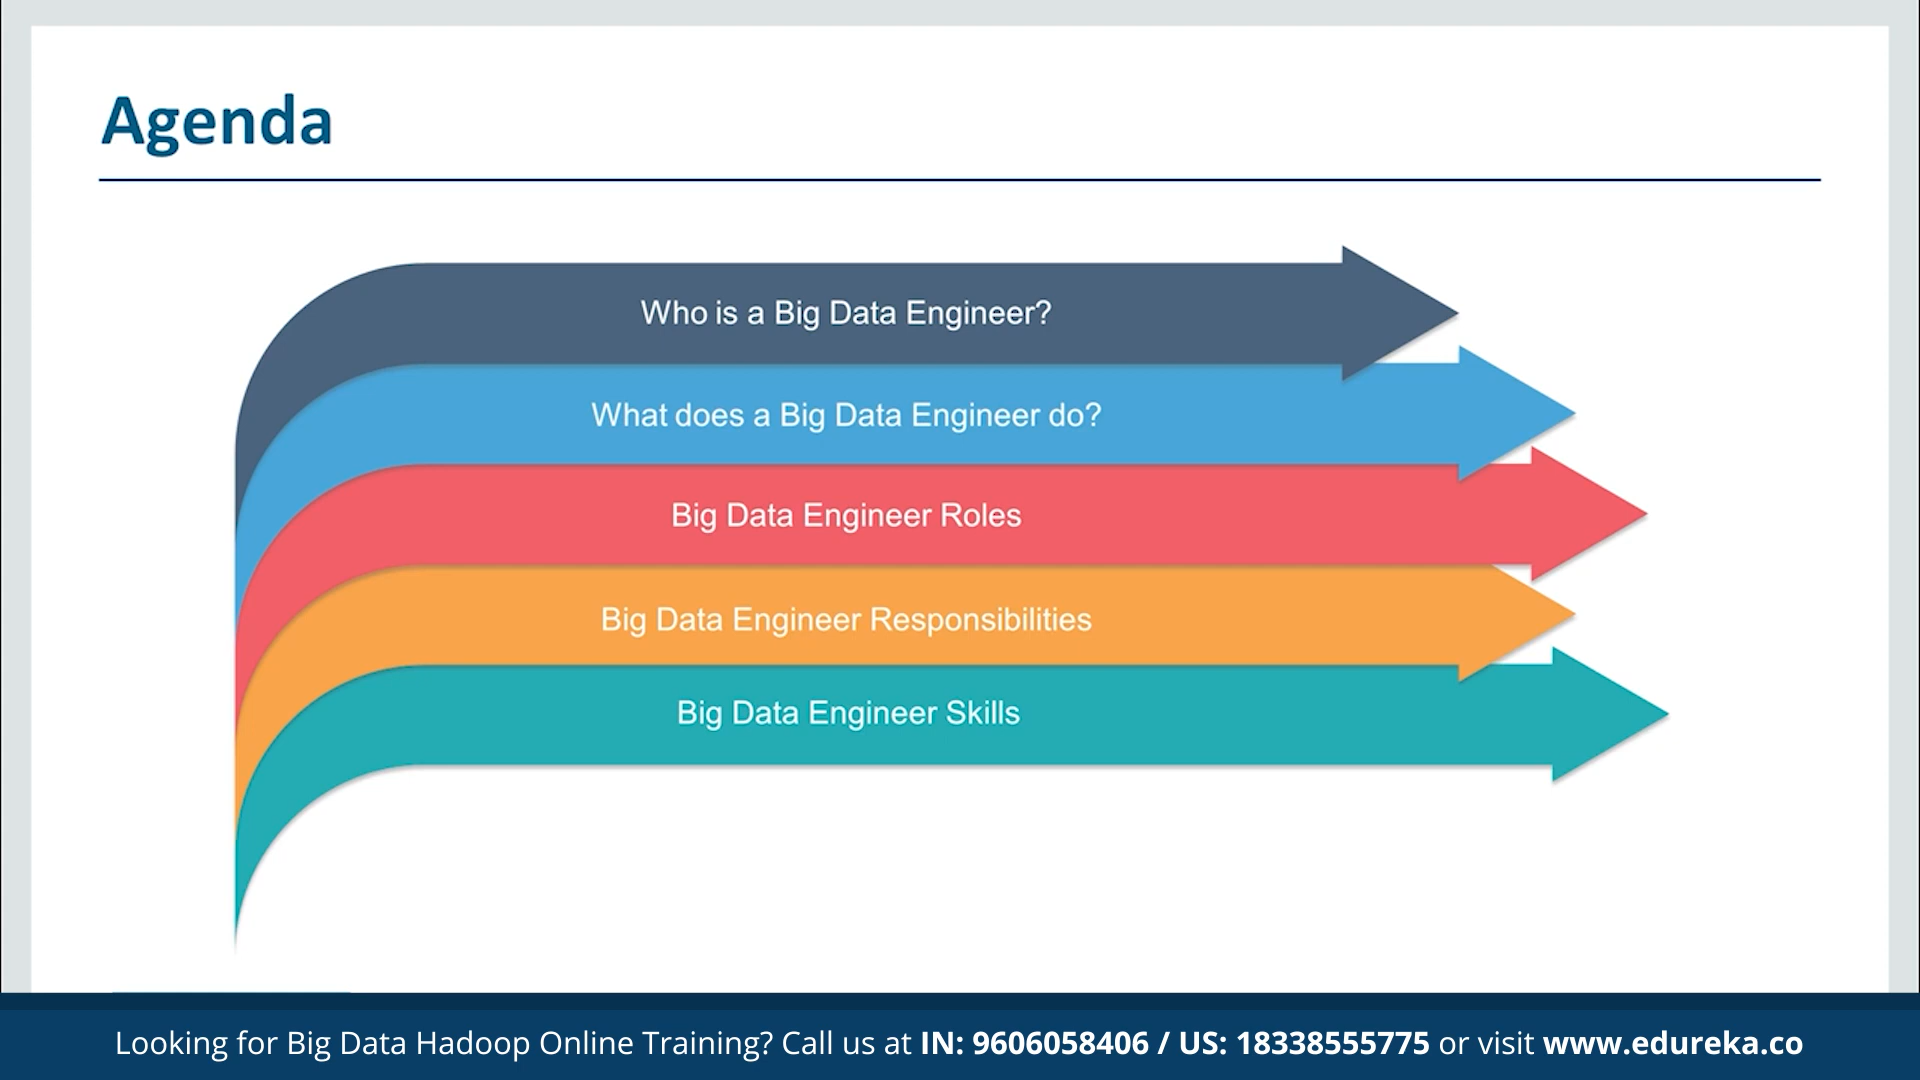 Agenda
Who is a Big Data Engineer?
What does a Big Data Engineer do?
Big Data Engineer Roles
Big Data Engineer Responsibilities
Big Data Engineer Skills
Looking for Big Data Hadoop Online Training? Call us at IN: 9606058406 / US: 18338555775 or visit www.edureka.co